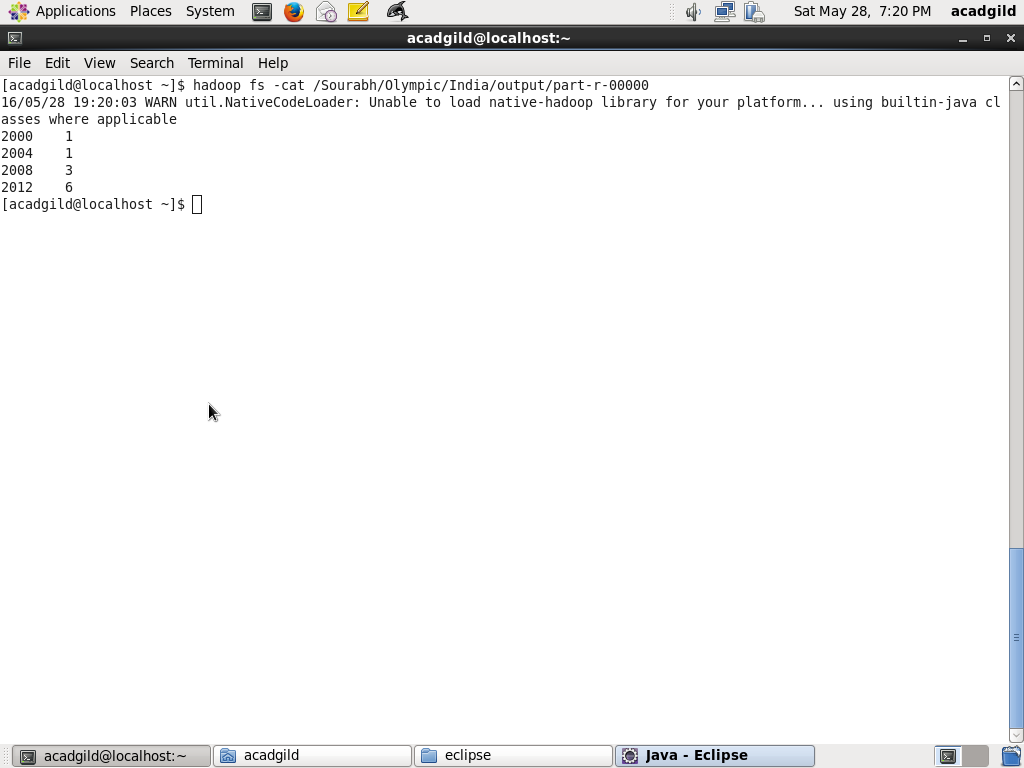 Applications Places System Sat May 28, 7:20 PM acadgild
acadgild@localhost:~
File Edit View Search Terminal Help
[acadgild@localhost ~]$ hadoop fs -cat /Sourabh/Olympic/India/output/part-r-00000
16/05/28 19:20:03 WARN util.NativeCodeLoader: Unable to load native-hadoop library for your platform... using builtin-java cl
asses where applicable
2000 1
2004 1
2008 3
2012 6
[acadgild@localhost ~]$
acadgild@localhost:~ acadgild eclipse Java - Eclipse